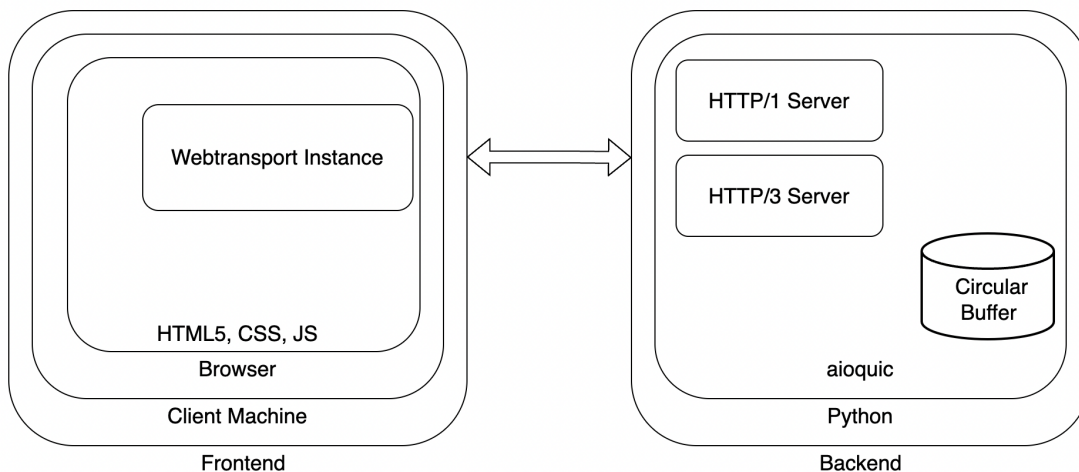 Webtransport Instance
HTML5, CSS, JS
Browser
Client Machine
Frontend
HTTP/1 Server
HTTP/3 Server
Circular
Buffer
aioquic
Python
Backend